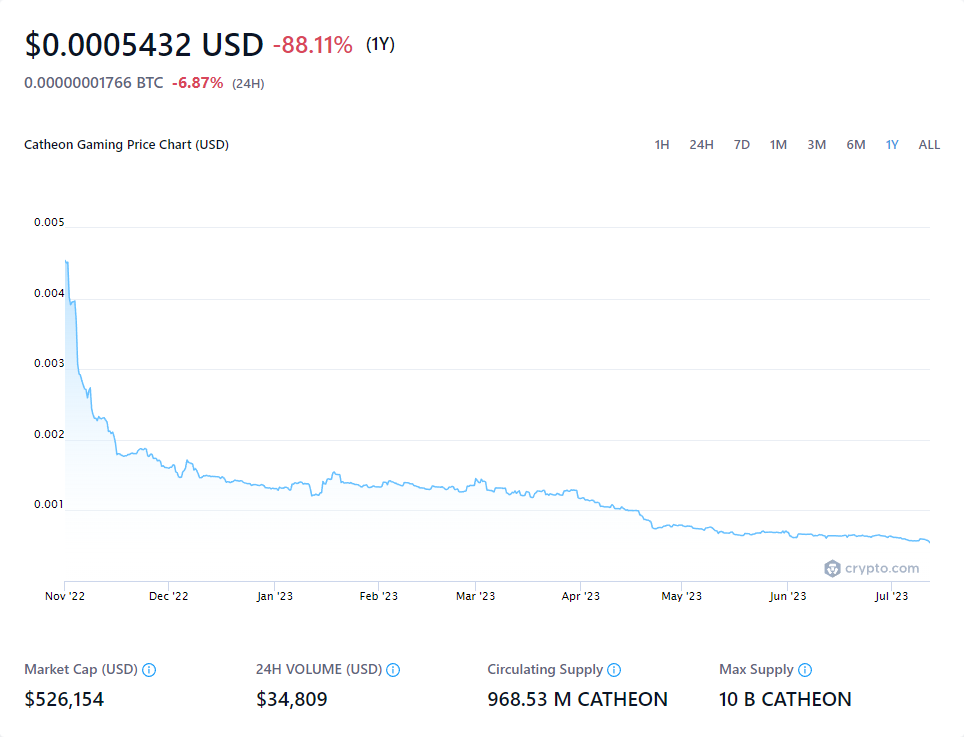 $0.0005432 USD -88.11% (1Y)
0.00000001766 BTC -6.87% (24H)
Catheon Gaming Price Chart (USD) 1H 24H 7D 1M 3M 6M 1Y ALL
0.005
0.004
0.003
0.002
0.001
crypto.com
Nov '22 Dec '22 Jan '23 Feb '23 Mar '23 Apr '23 May '23 Jun '23 Jul '23
Market Cap (USD) 24H VOLUME (USD) Circulating Supply Max Supply
$526,154 $34,809 968.53 M CATHEON 10 B CATHEON